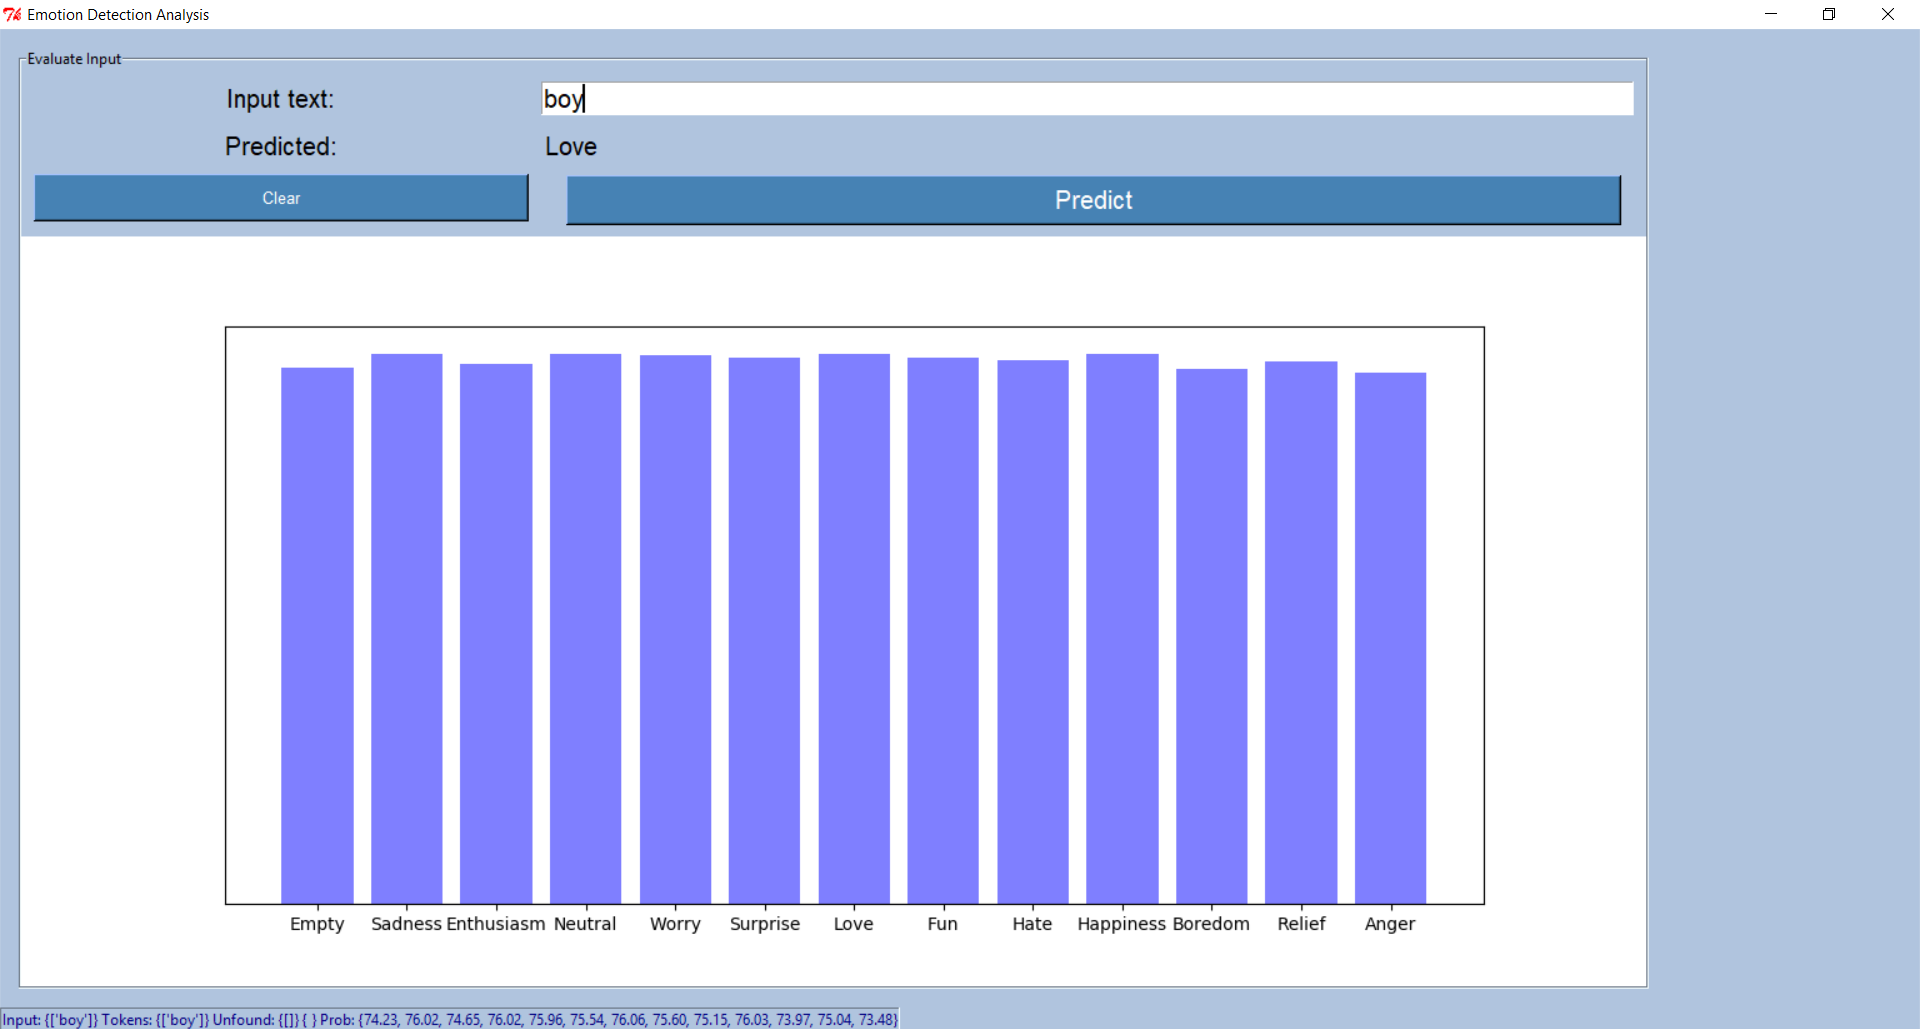 Emotion Detection Analysis
Evaluate Input
Input text: boy
Predicted: Love
Clear Predict
Empty Sadness Enthusiasm Neutral Worry Surprise Love Fun Hate Happiness Boredom Relief Anger
Input: {['boy']} Tokens: {['boy']} Unfound: {[]} { } Prob: {74.23, 76.02, 74.65, 76.02, 75.96, 75.54, 76.06, 75.60, 75.15, 76.03, 73.97, 75.04, 73.48}